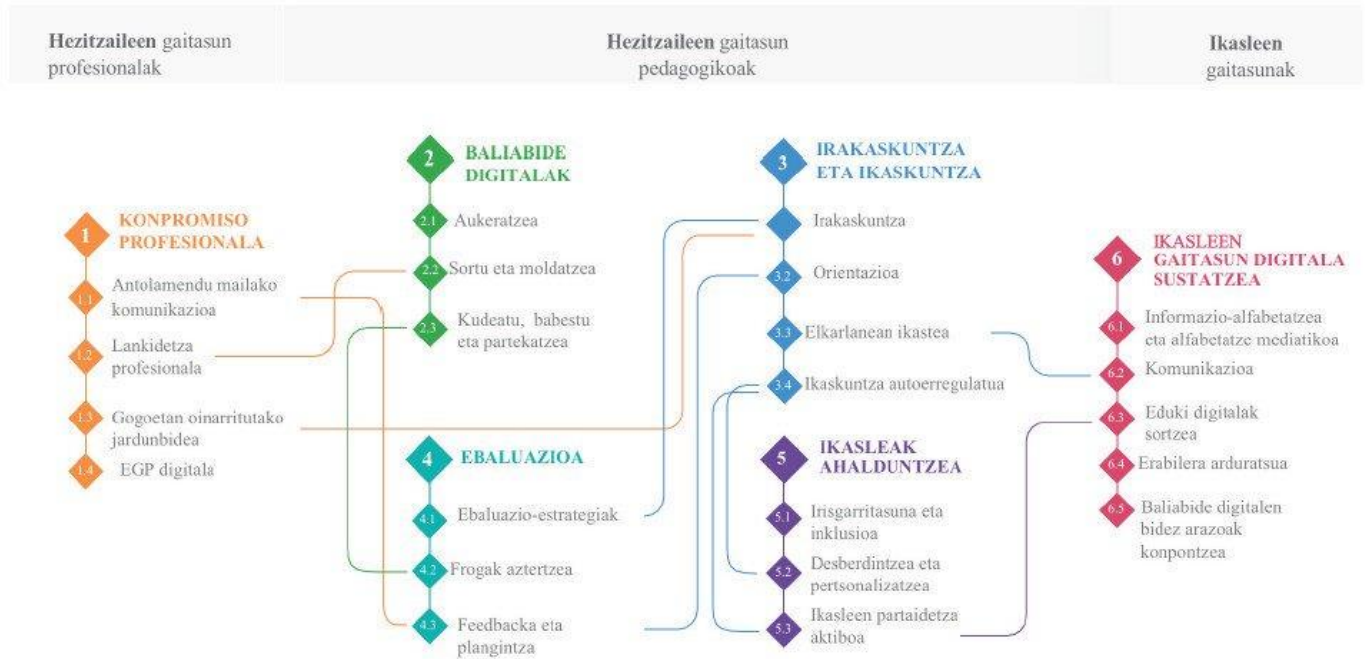 Hezitzaileen gaitasun
profesionalak
Hezitzaileen gaitasun
pedagogikoak
Ikasleen
gaitasunak
1
KONPROMISO
PROFESIONALA
1.1
Antolamendu mailako
komunikazioa
1.2
Lankidetza
profesionala
1.3
Gogoetan oinarritutako
jardunbidea
1.4
EGP digitala
2
BALIABIDE
DIGITALAK
2.1
Aukeratzea
2.2
Sortu eta moldatzea
2.3
Kudeatu, babestu
eta partekatzea
4
EBALUAZIOA
4.1
Ebaluazio-estrategiak
4.2
Frogak aztertzea
4.3
Feedbacka eta
plangintza
3
IRAKASKUNTZA
ETA IKASKUNTZA
Irakaskuntza
3.2
Orientazioa
3.3
Elkarlanean ikastea
3.4
Ikaskuntza autoerregulatua
5
IKASLEAK
AHALDUNTZEA
5.1
Irisgarritasuna eta
inklusioa
5.2
Desberdintzea eta
pertsonalizatzea
5.3
Ikasleen partaidetza
aktiboa
6
IKASLEEN
GAITASUN DIGITALA
SUSTATZEA
6.1
Informazio-alfabetatzea
eta alfabetatze mediatikoa
6.2
Komunikazioa
6.3
Eduki digitalak
sortzea
6.4
Erabilera arduratsua
6.5
Baliabide digitalen
bidez arazoak
konpontzea